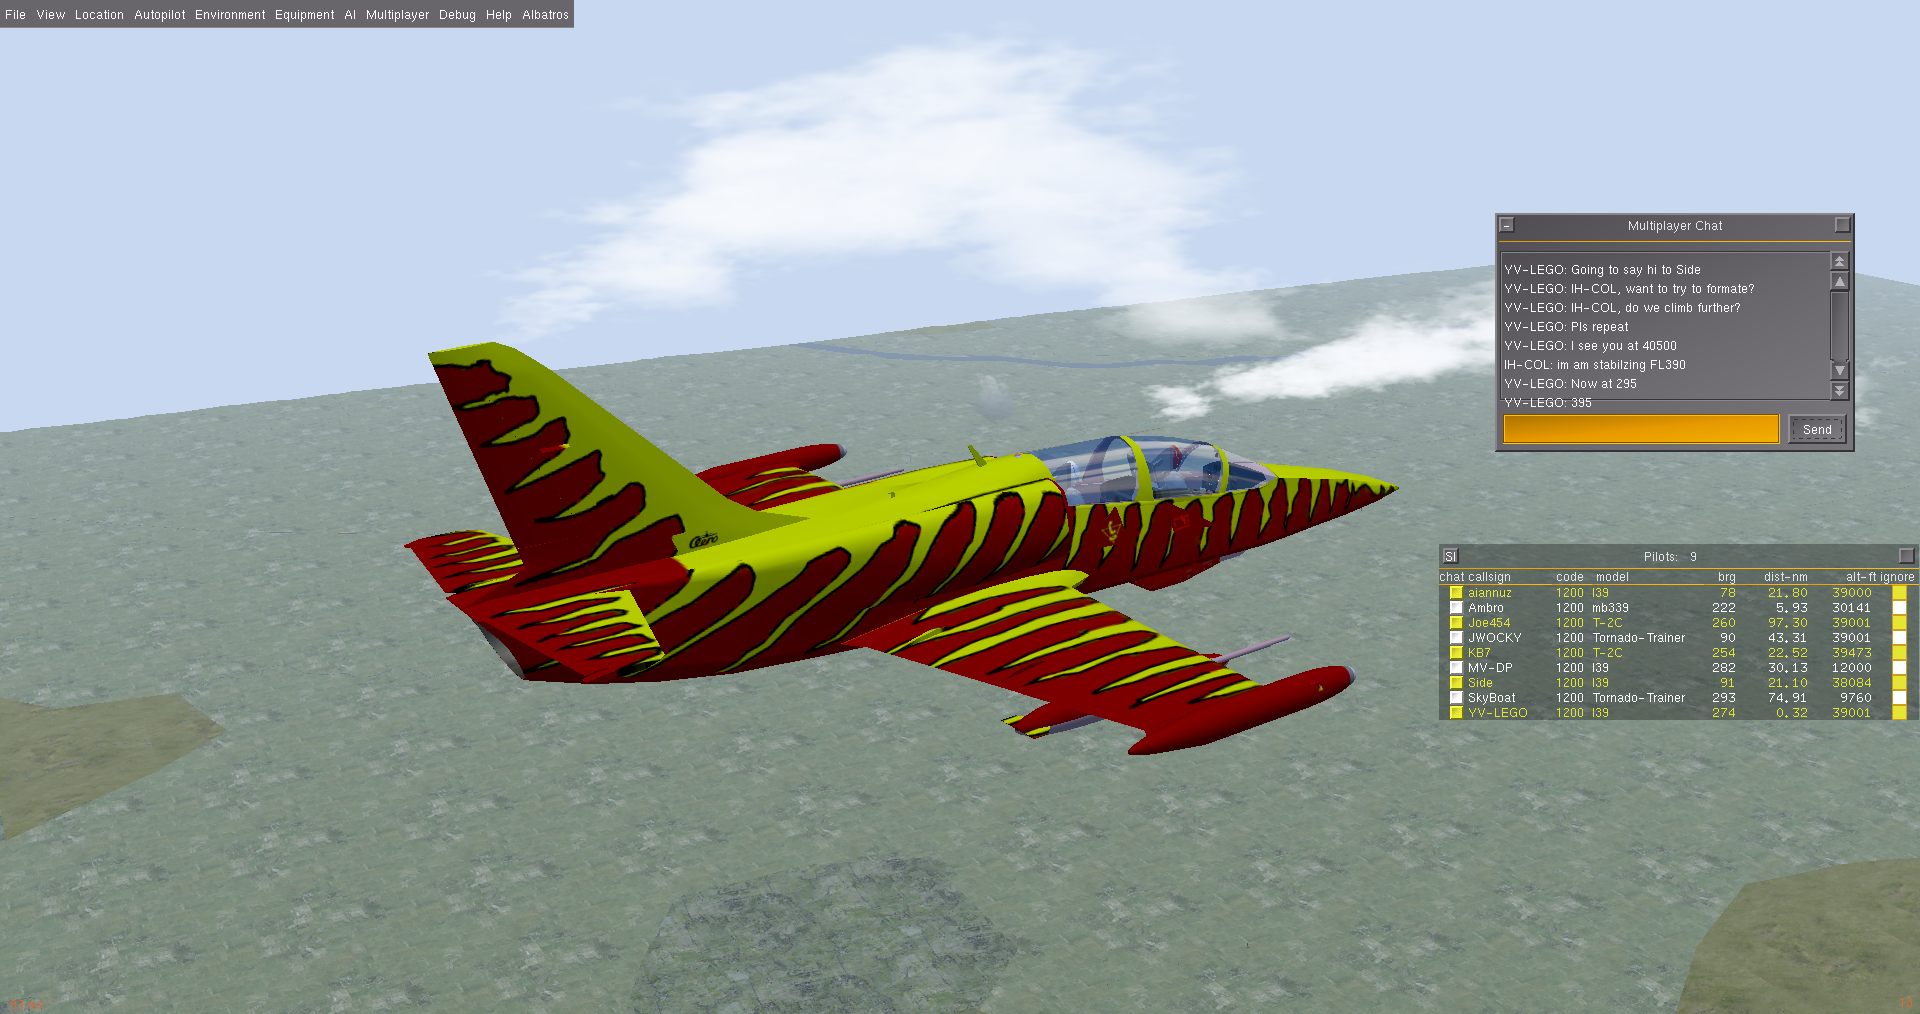 File View Location Autopilot Environment Equipment AI Multiplayer Debug Help Albatros
Multiplayer Chat
YV-LEGO: Going to say hi to Side
YV-LEGO: IH-COL, want to try to formate?
YV-LEGO: IH-COL, do we climb further?
YV-LEGO: Pls repeat
YV-LEGO: I see you at 40500
IH-COL: im am stabilzing FL390
YV-LEGO: Now at 295
YV-LEGO: 395
Send
Aero
SI Pilots: 9
chat callsign code model brg dist-nm alt-ft ignore
aiannuz 1200 l39 78 21.80 39000
Ambro 1200 mb339 222 5.93 30141
Joe454 1200 T-2C 260 97.30 39001
JWOCKY 1200 Tornado-Trainer 90 43.31 39001
KB7 1200 T-2C 254 22.52 39473
MV-DP 1200 l39 282 30.13 12000
Side 1200 l39 91 21.10 38084
SkyBoat 1200 Tornado-Trainer 293 74.91 9760
YV-LEGO 1200 l39 274 0.32 39001